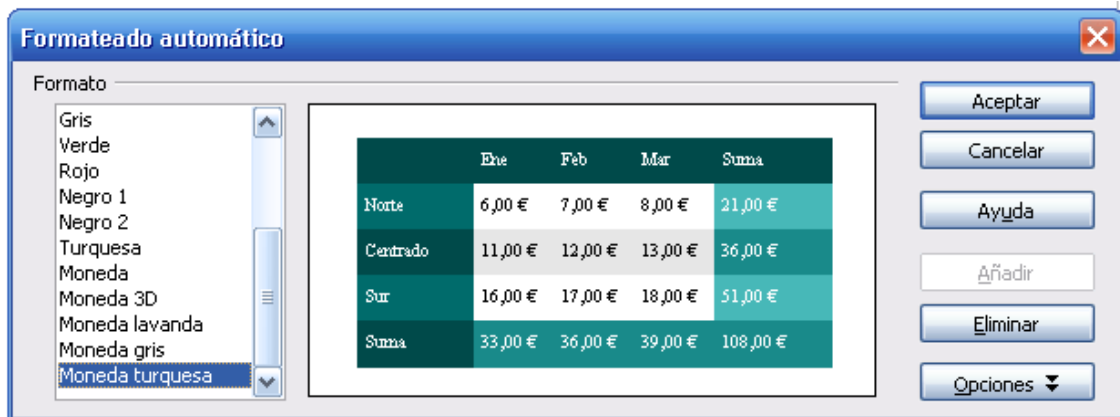 Formateado automático
Formato
Gris
Verde
Rojo
Negro 1
Negro 2
Turquesa
Moneda
Moneda 3D
Moneda lavanda
Moneda gris
Moneda turquesa
Ene Feb Mar Suma
Norte 6,00 € 7,00 € 8,00 € 21,00 €
Centrado 11,00 € 12,00 € 13,00 € 36,00 €
Sur 16,00 € 17,00 € 18,00 € 51,00 €
Suma 33,00 € 36,00 € 39,00 € 108,00 €
Aceptar
Cancelar
Ayuda
Añadir
Eliminar
Opciones